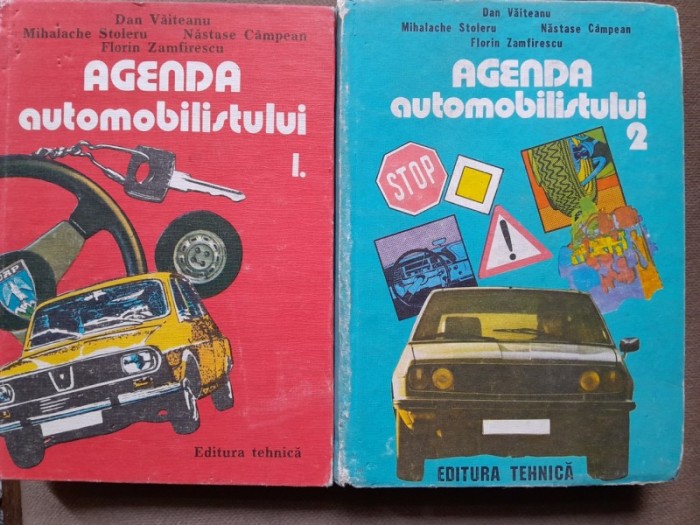 Dan Văiteanu
Mihalache Stoleru Năstase Câmpean
Florin Zamfirescu
AGENDA
automobilistului
I.
Editura tehnică
Dan Văiteanu
Mihalache Stoleru Năstase Câmpean
Florin Zamfirescu
AGENDA
automobilistului
2
STOP
EDITURA TEHNICĂ